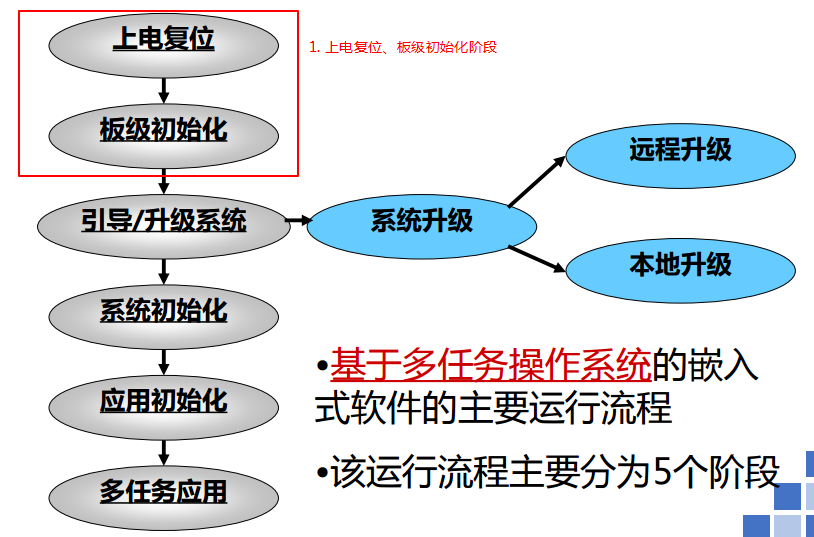 上电复位
1. 上电复位、板级初始化阶段
板级初始化
远程升级
引导/升级系统
系统升级
本地升级
系统初始化
•基于多任务操作系统的嵌入
式软件的主要运行流程
应用初始化
•该运行流程主要分为5个阶段
多任务应用